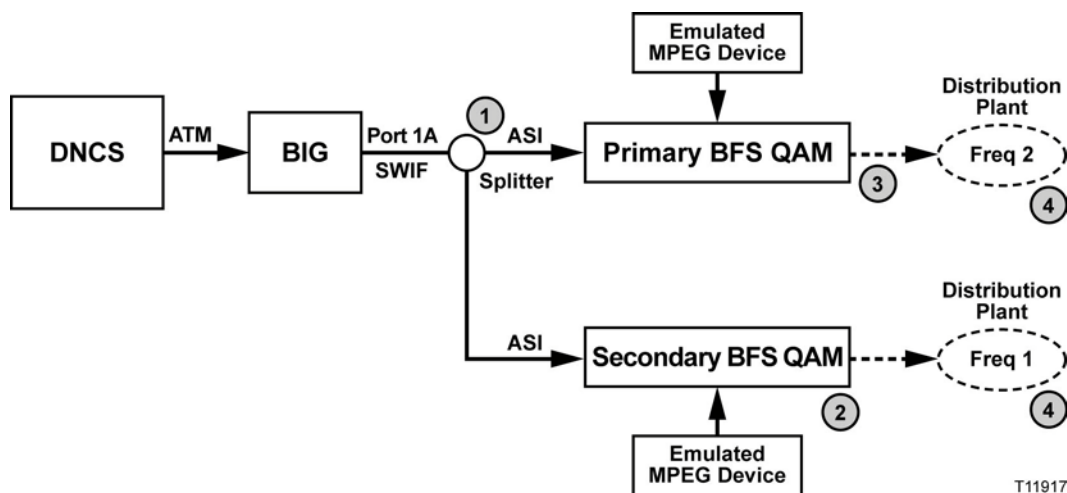 Emulated
MPEG Device
Distribution
Plant
DNCS
ATM
BIG
Port 1A
SWIF
1
ASI
Splitter
Primary BFS QAM
3
Freq 2
4
Distribution
Plant
ASI
Secondary BFS QAM
2
Freq 1
4
Emulated
MPEG Device
T11917